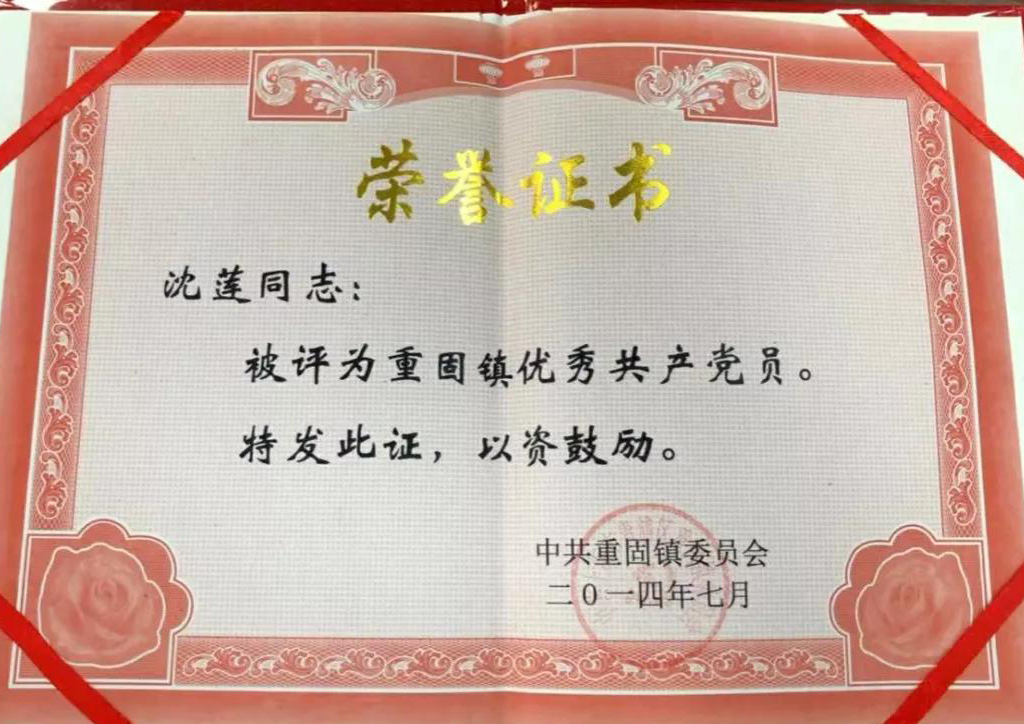 荣誉证书
沈莲同志：
被评为重固镇优秀共产党员。
特发此证，以资鼓励。
中共重固镇委员会
二0一四年七月